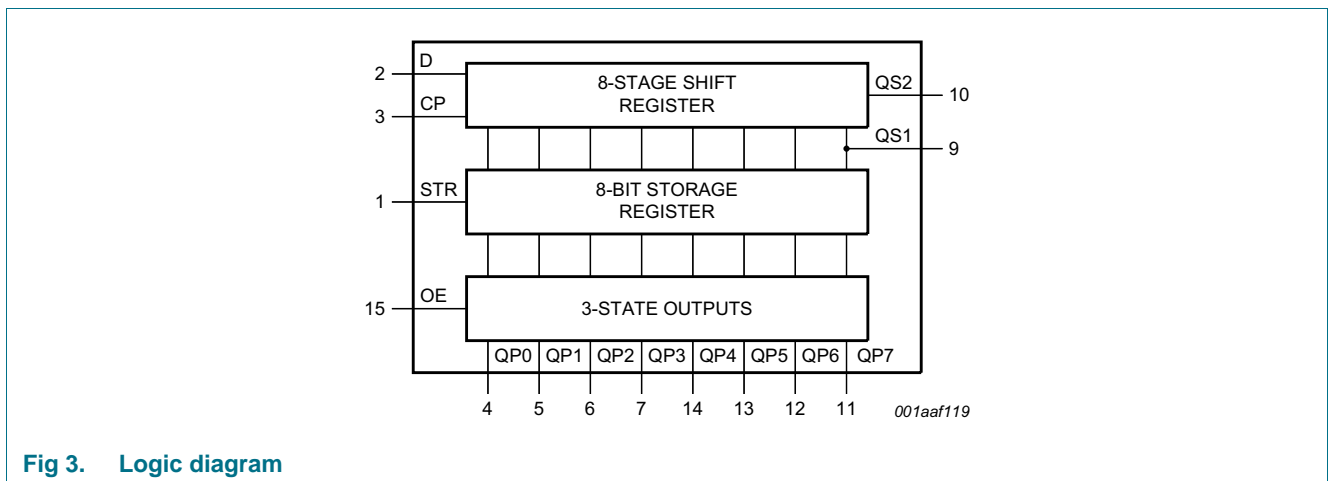 D
2
8-STAGE SHIFT
REGISTER
QS2
10
CP
3
QS1
9
STR
1
8-BIT STORAGE
REGISTER
OE
15
3-STATE OUTPUTS
QP0 QP1 QP2 QP3 QP4 QP5 QP6 QP7
4 5 6 7 14 13 12 11 001aaf119
Fig 3. Logic diagram